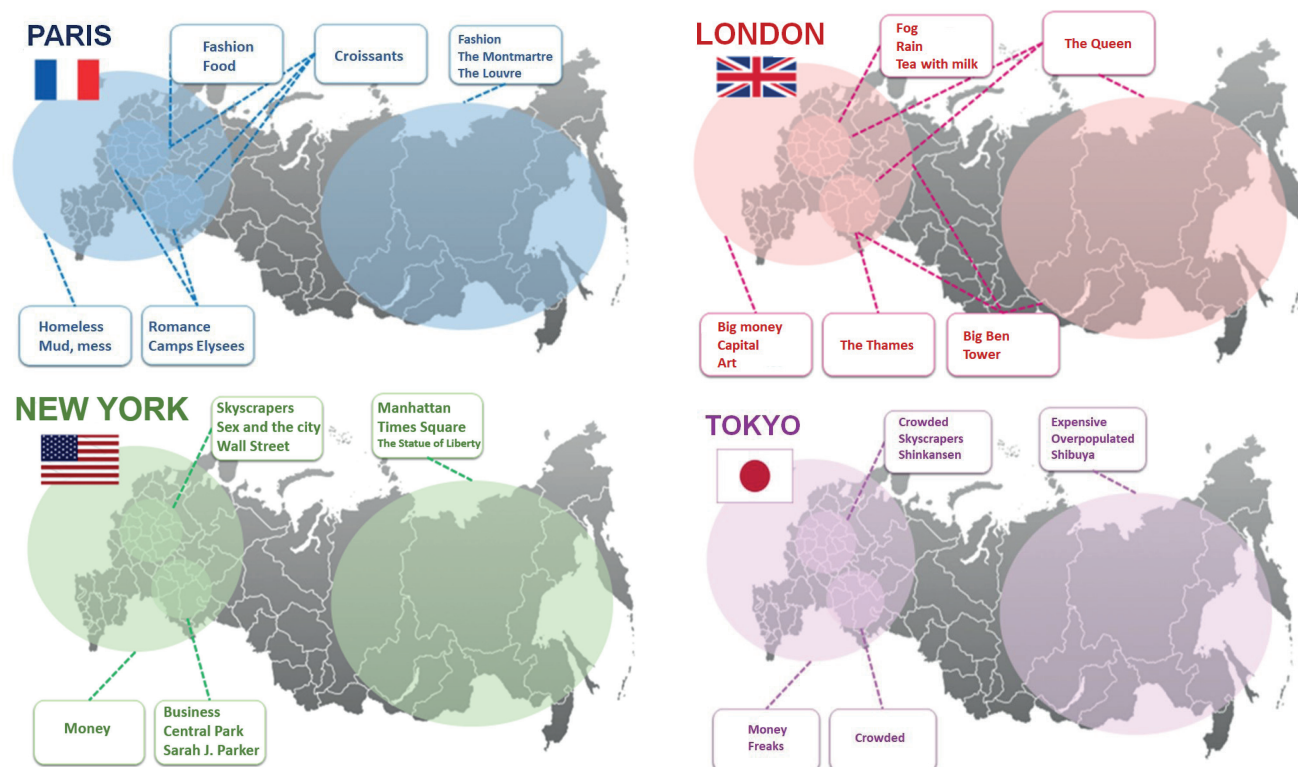 PARIS
Fashion
Food
Croissants
Fashion
The Montmartre
The Louvre
Homeless
Mud, mess
Romance
Camps Elysees
LONDON
Fog
Rain
Tea with milk
The Queen
Big money
Capital
Art
The Thames
Big Ben
Tower
NEW YORK
Skyscrapers
Sex and the city
Wall Street
Manhattan
Times Square
The Statue of Liberty
Money
Business
Central Park
Sarah J. Parker
TOKYO
Crowded
Skyscrapers
Shinkansen
Expensive
Overpopulated
Shibuya
Money
Freaks
Crowded